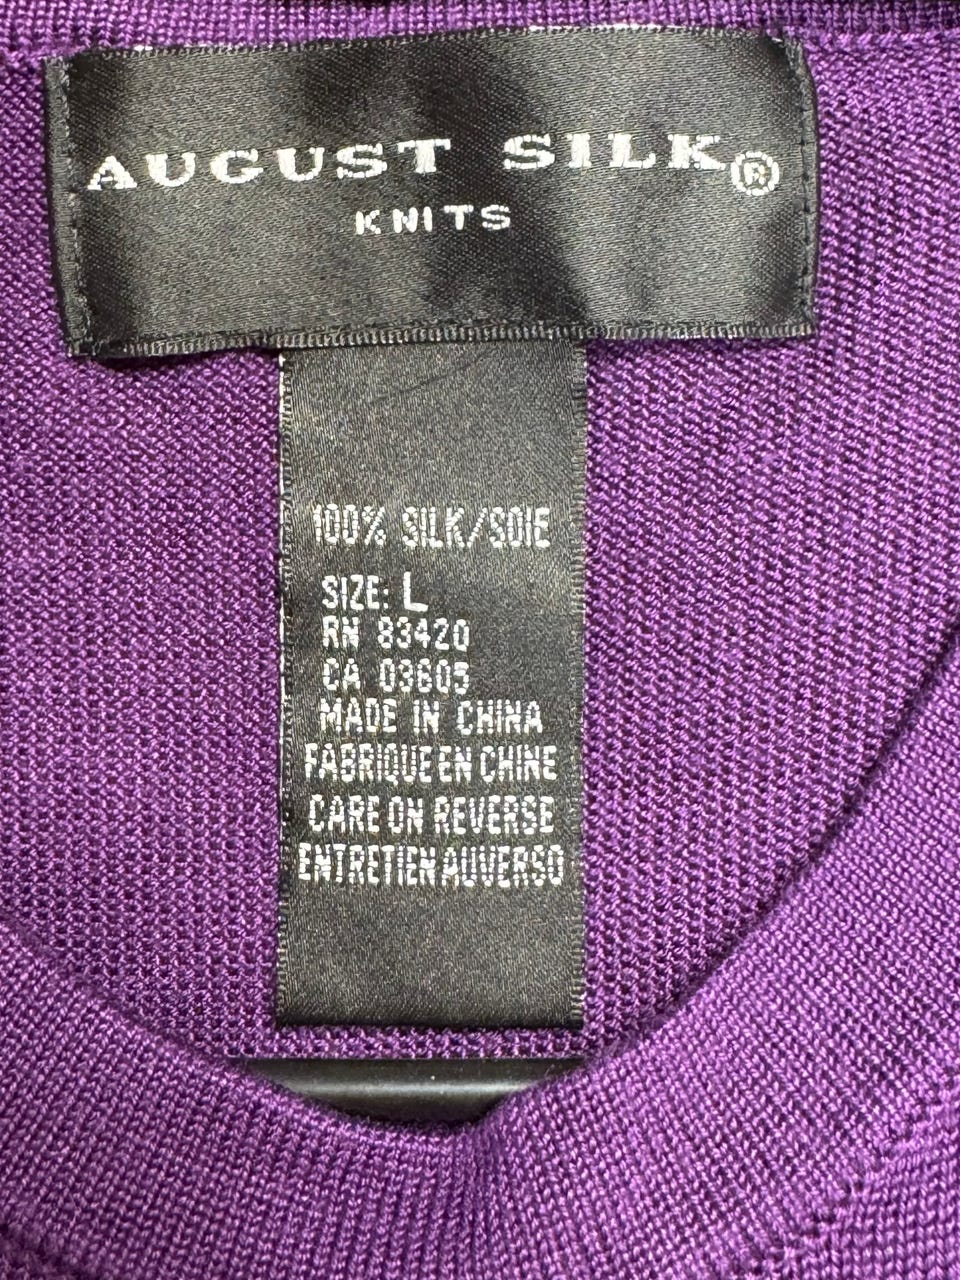 AUGUST SILK®
KNITS
100% SILK/SOIE
SIZE: L
RN 83420
CA 03605
MADE IN CHINA
FABRIQUE EN CHINE
CARE ON REVERSE
ENTRETIEN AU VERSO